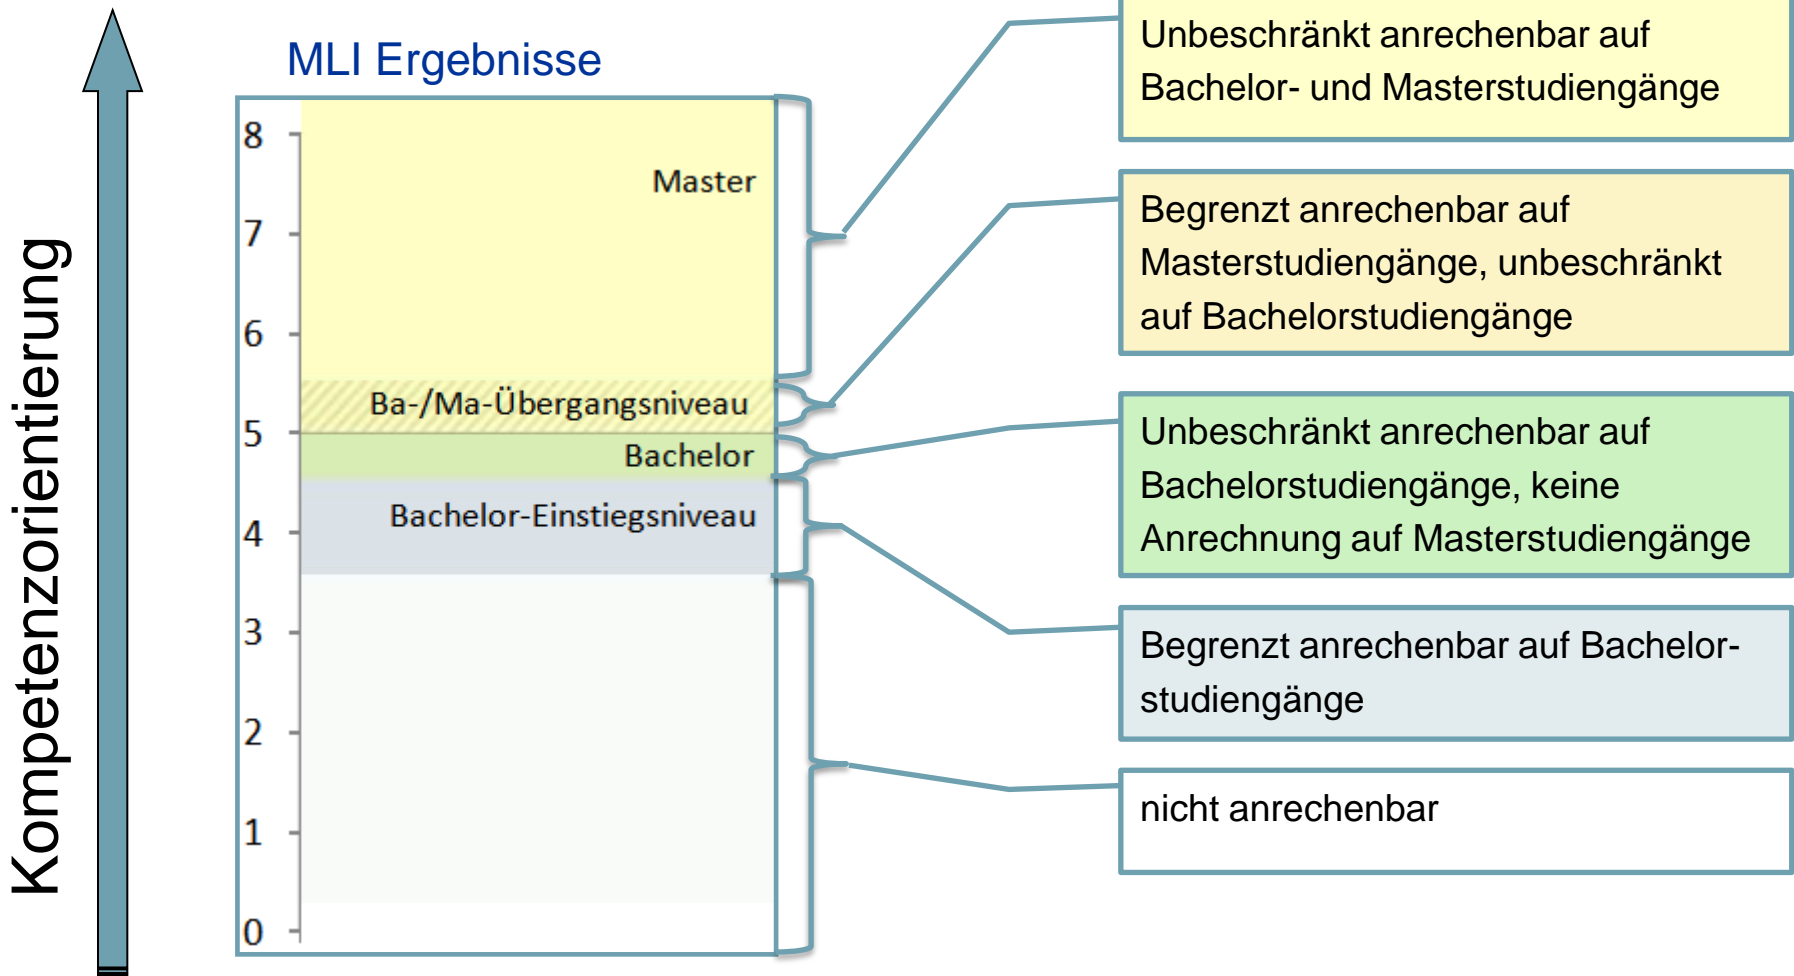 Kompetenzorientierung
MLI Ergebnisse
8
7
6
5
4
3
2
1
0
Master
Ba-/Ma-Übergangsniveau
Bachelor
Bachelor-Einstiegsniveau
Unbeschränkt anrechenbar auf
Bachelor- und Masterstudiengänge
Begrenzt anrechenbar auf
Masterstudiengänge, unbeschränkt
auf Bachelorstudiengänge
Unbeschränkt anrechenbar auf
Bachelorstudiengänge, keine
Anrechnung auf Masterstudiengänge
Begrenzt anrechenbar auf Bachelor-
studiengänge
nicht anrechenbar